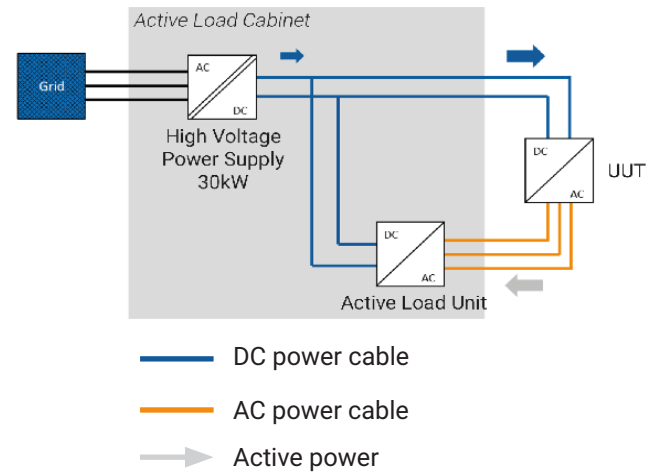 Active Load Cabinet
Grid
AC
DC
High Voltage
Power Supply
30kW
DC
AC
UUT
DC
AC
Active Load Unit
DC power cable
AC power cable
Active power